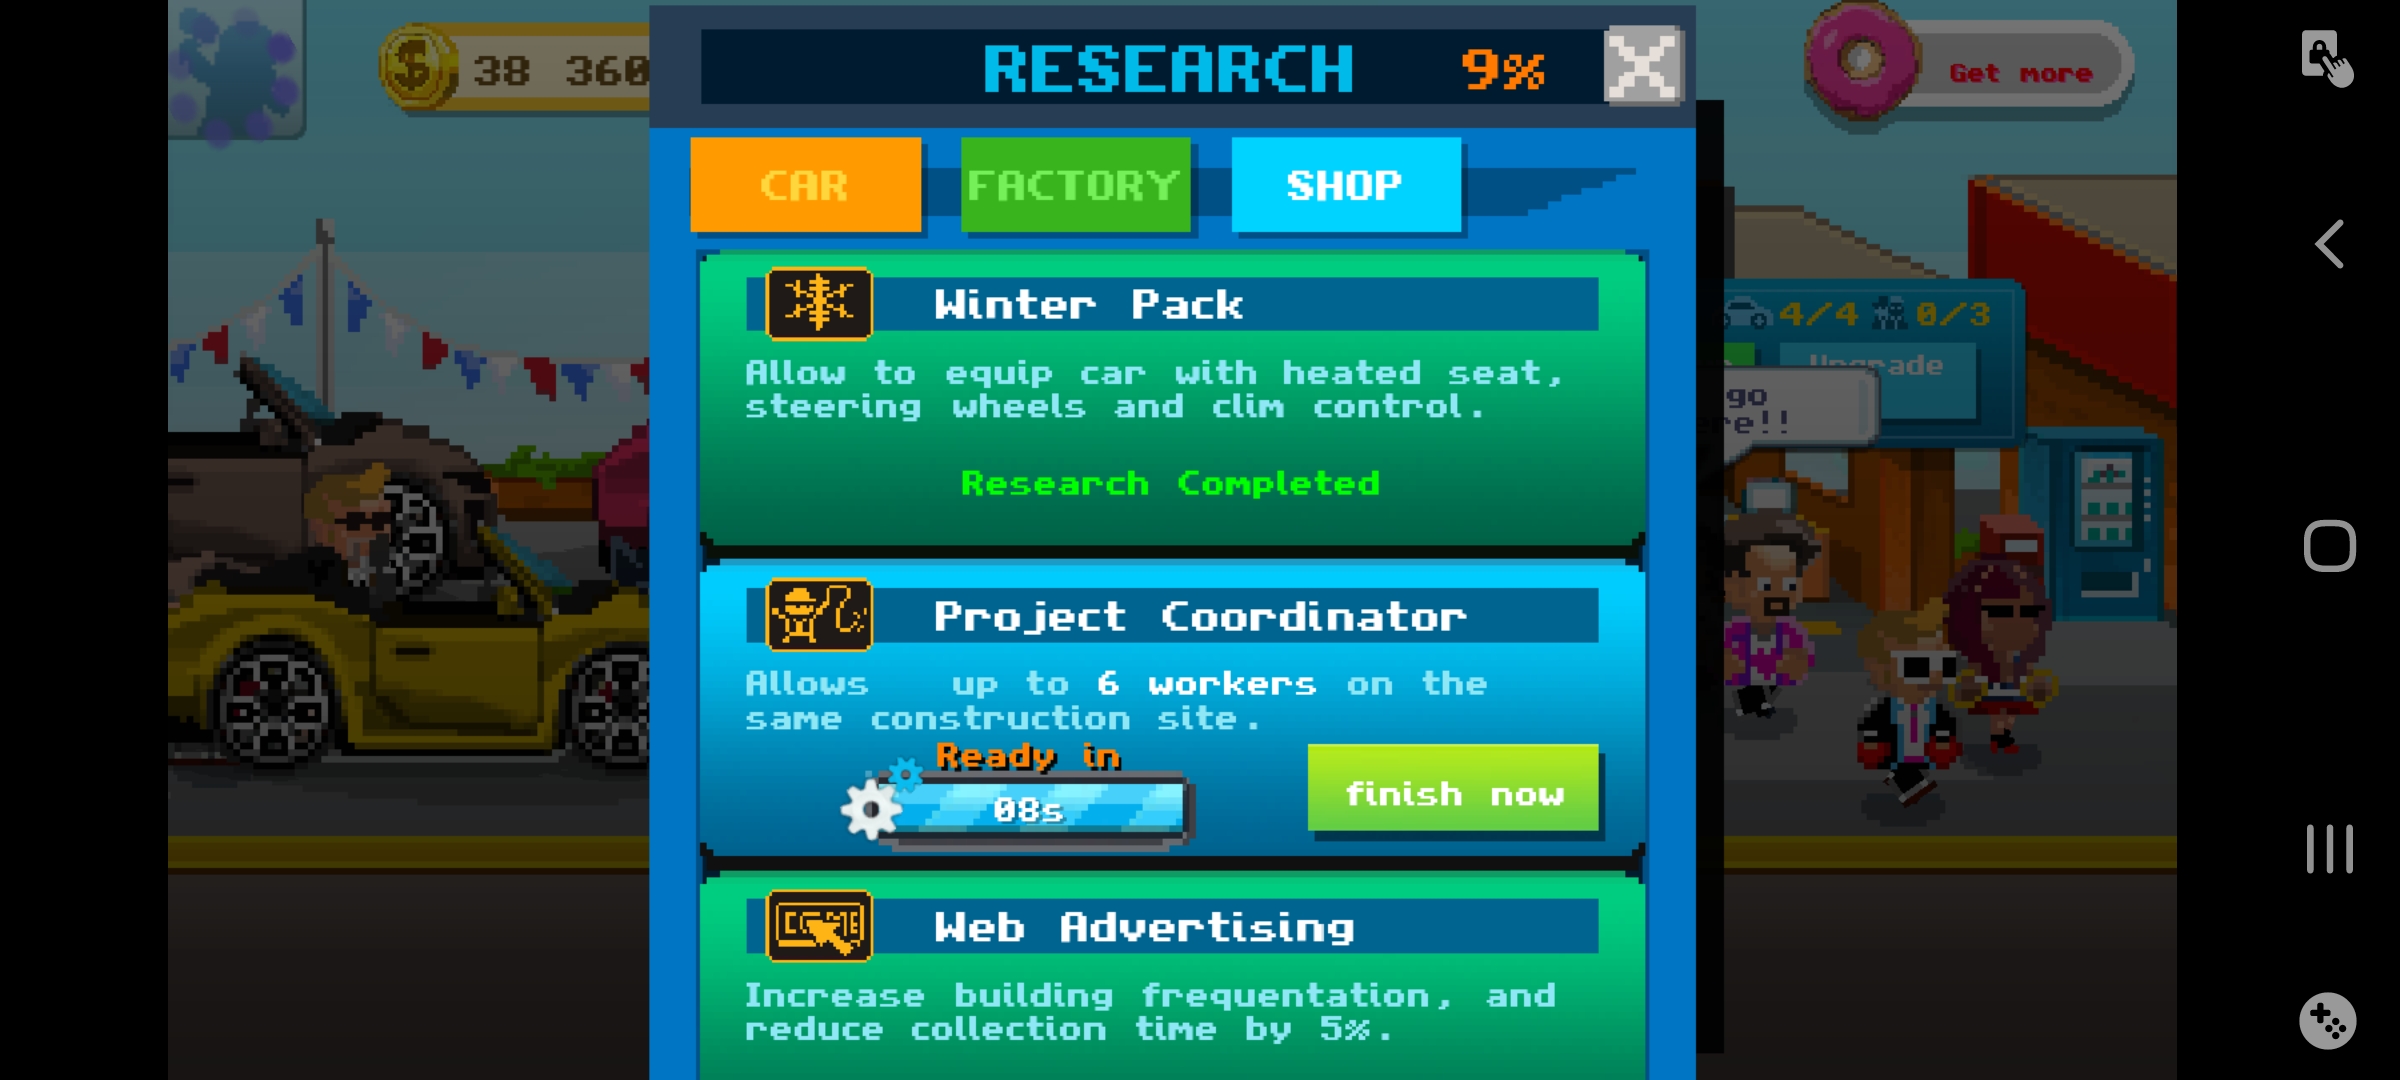 38 360
RESEARCH 9%
Get more
CAR FACTORY SHOP
4/4 0/3
Winter Pack
Allow to equip car with heated seat,
steering wheels and clim control.
Research Completed
go
!!
Project Coordinator
Allows up to 6 workers on the
same construction site.
Ready in
08s
finish now
Web Advertising
Increase building frequentation, and
reduce collection time by 5%.